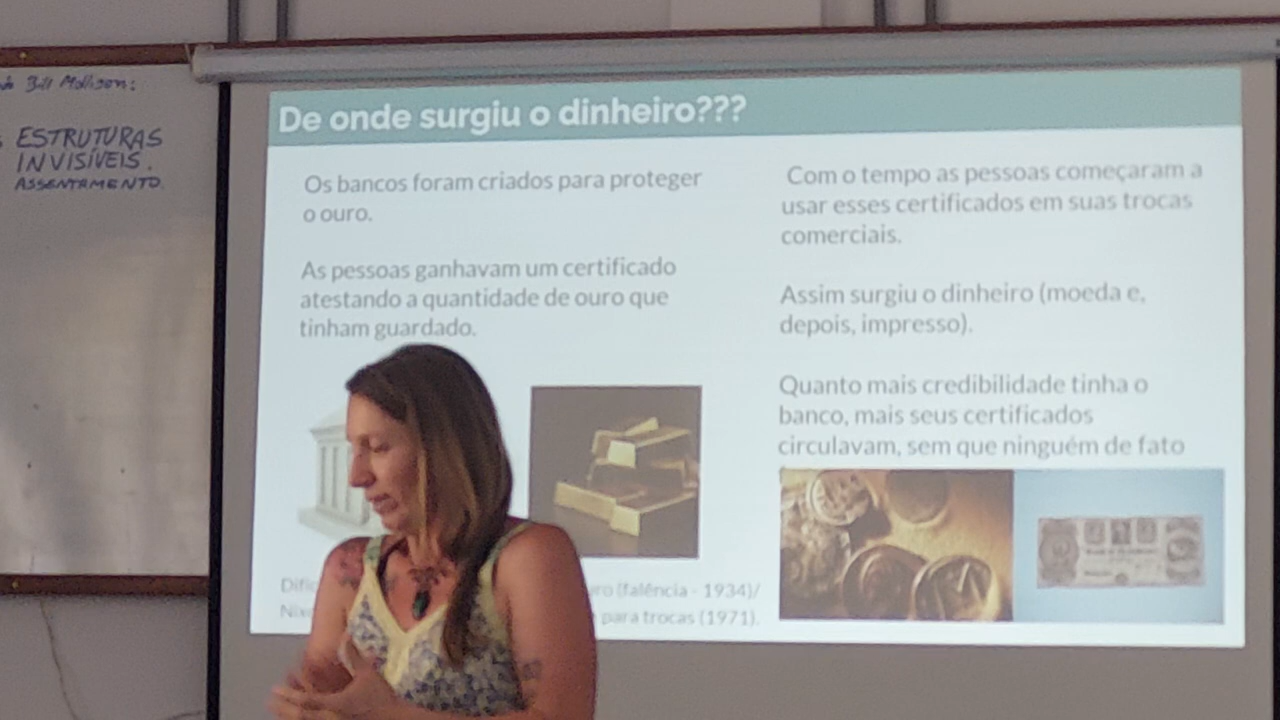 Bill Mollison:
ESTRUTURAS
INVISÍVEIS.
ASSENTAMENTO.
De onde surgiu o dinheiro???
Os bancos foram criados para proteger
o ouro.
As pessoas ganhavam um certificado
atestando a quantidade de ouro que
tinham guardado.
(falência - 1934)/
para trocas (1971).
Com o tempo as pessoas começaram a
usar esses certificados em suas trocas
comerciais.
Assim surgiu o dinheiro (moeda e,
depois, impresso).
Quanto mais credibilidade tinha o
banco, mais seus certificados
circulavam, sem que ninguém de fato